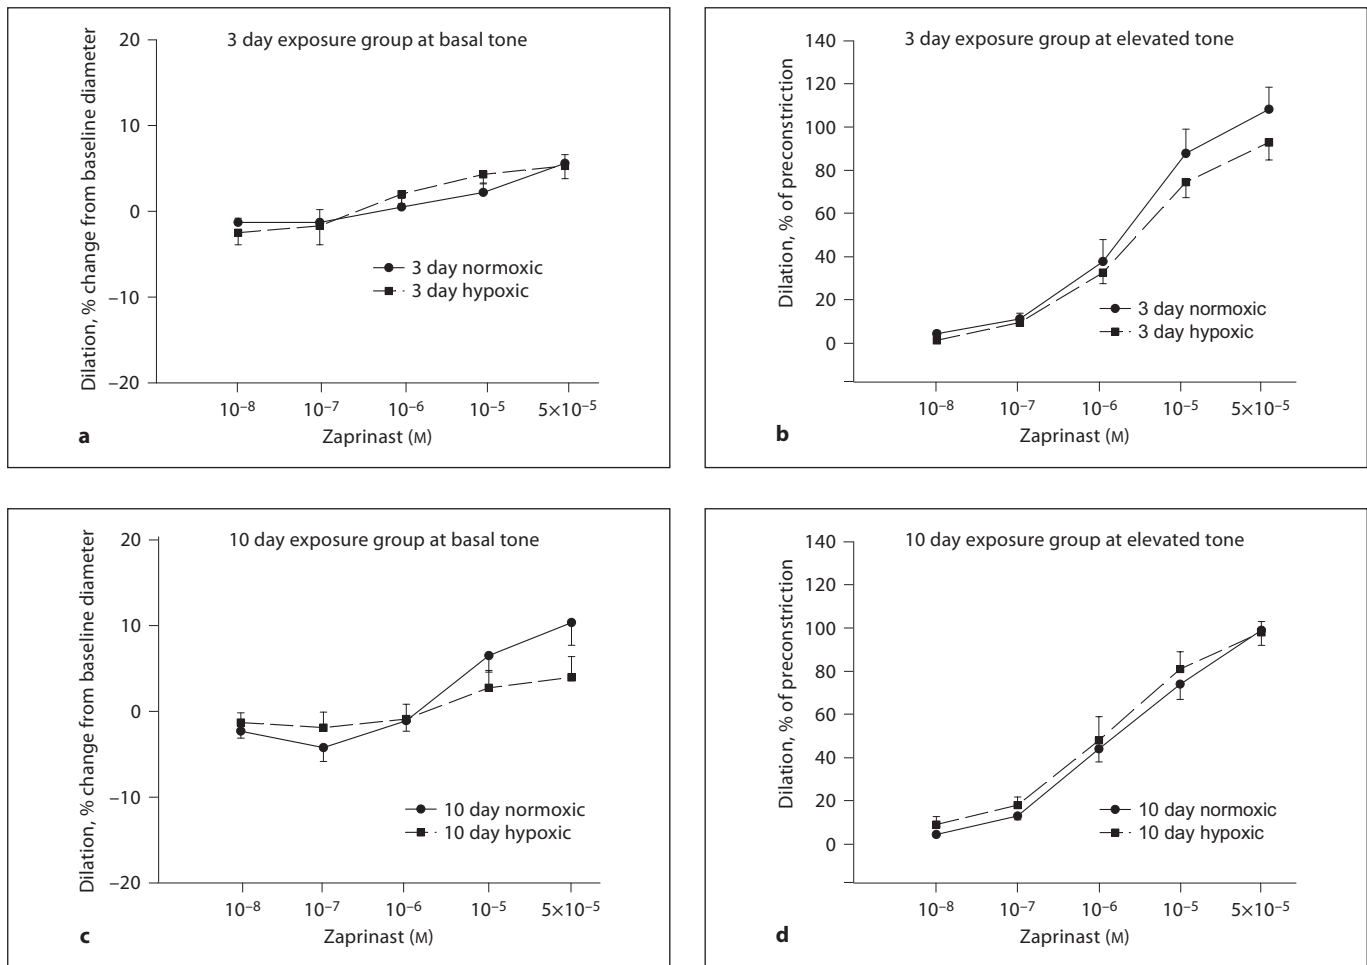 3 day exposure group at basal tone
Dilation, % change from baseline diameter
20
10
0
–10
–20
3 day normoxic
3 day hypoxic
10⁻⁸ 10⁻⁷ 10⁻⁶ 10⁻⁵ 5×10⁻⁵
Zaprinast (M)
a
3 day exposure group at elevated tone
Dilation, % of preconstriction
140
120
100
80
60
40
20
0
3 day normoxic
3 day hypoxic
10⁻⁸ 10⁻⁷ 10⁻⁶ 10⁻⁵ 5×10⁻⁵
Zaprinast (M)
b
10 day exposure group at basal tone
Dilation, % change from baseline diameter
20
10
0
–10
–20
10 day normoxic
10 day hypoxic
10⁻⁸ 10⁻⁷ 10⁻⁶ 10⁻⁵ 5×10⁻⁵
Zaprinast (M)
c
10 day exposure group at elevated tone
Dilation, % of preconstriction
140
120
100
80
60
40
20
0
10 day normoxic
10 day hypoxic
10⁻⁸ 10⁻⁷ 10⁻⁶ 10⁻⁵ 5×10⁻⁵
Zaprinast (M)
d